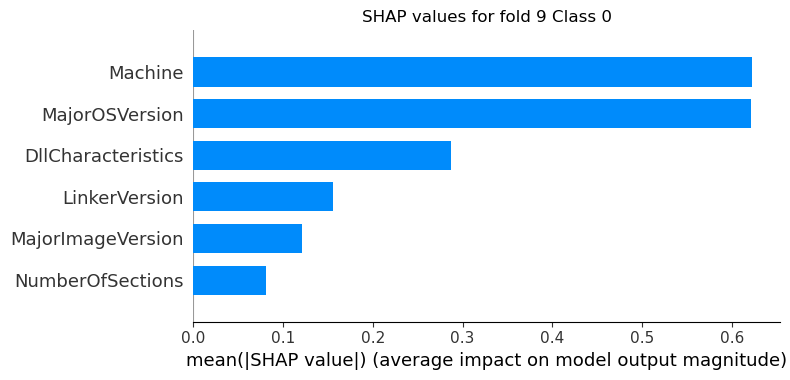 SHAP values for fold 9 Class 0
Machine
MajorOSVersion
DllCharacteristics
LinkerVersion
MajorImageVersion
NumberOfSections
0.0 0.1 0.2 0.3 0.4 0.5 0.6
mean(|SHAP value|) (average impact on model output magnitude)